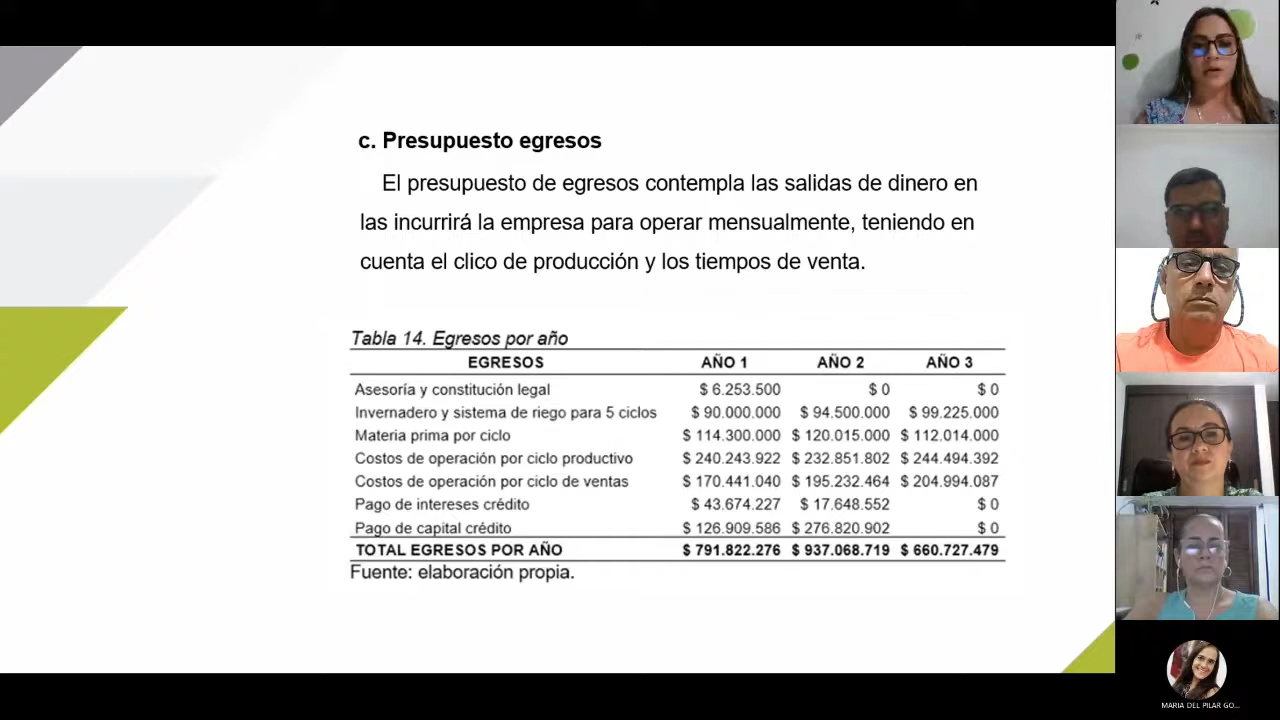 c. Presupuesto egresos
El presupuesto de egresos contempla las salidas de dinero en
las incurrirá la empresa para operar mensualmente, teniendo en
cuenta el clico de producción y los tiempos de venta.
Tabla 14. Egresos por año
EGRESOS AÑO 1 AÑO 2 AÑO 3
Asesoría y constitución legal $ 6.253.500 $ 0 $ 0
Invernadero y sistema de riego para 5 ciclos $ 90.000.000 $ 94.500.000 $ 99.225.000
Materia prima por ciclo $ 114.300.000 $ 120.015.000 $ 112.014.000
Costos de operación por ciclo productivo $ 240.243.922 $ 232.851.802 $ 244.494.392
Costos de operación por ciclo de ventas $ 170.441.040 $ 195.232.464 $ 204.994.087
Pago de intereses crédito $ 43.674.227 $ 17.648.552 $ 0
Pago de capital crédito $ 126.909.586 $ 276.820.902 $ 0
TOTAL EGRESOS POR AÑO $ 791.822.276 $ 937.068.719 $ 660.727.479
Fuente: elaboración propia.
MARIA DEL PILAR GO...